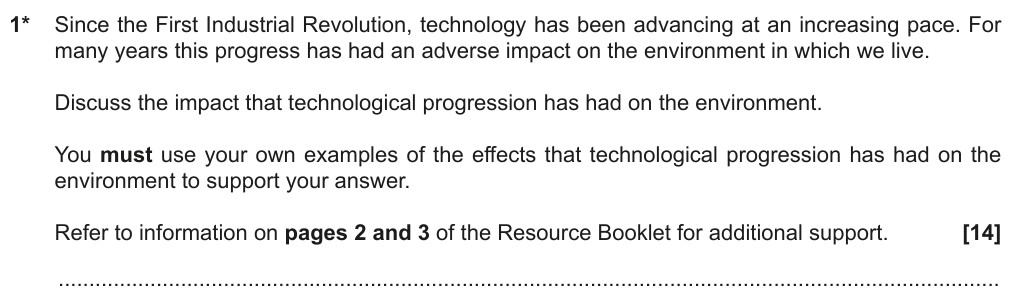 1* Since the First Industrial Revolution, technology has been advancing at an increasing pace. For
many years this progress has had an adverse impact on the environment in which we live.
Discuss the impact that technological progression has had on the environment.
You must use your own examples of the effects that technological progression has had on the
environment to support your answer.
Refer to information on pages 2 and 3 of the Resource Booklet for additional support. [14]